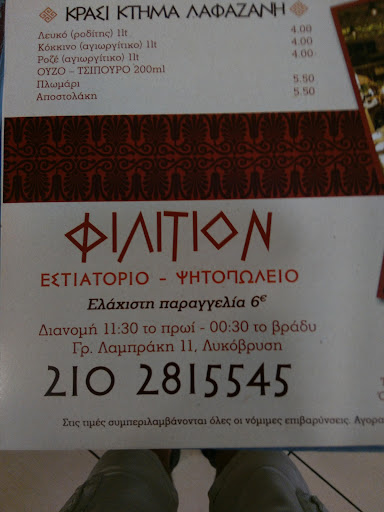 ΚΡΑΣΙ ΚΤΗΜΑ ΛΑΦΑΖΑΝΗ
Λευκό (ροδίτης) 1lt 4.00
Κόκκινο (αγιωργίτικο) 1lt 4.00
Ροζέ (αγιωργίτικο) 1lt 4.00
ΟΥΖΟ – ΤΣΙΠΟΥΡΟ 200ml
Πλωμάρι 5.50
Αποστολάκη 5.50
ΦΙΛΙΤΙΟΝ
ΕΣΤΙΑΤΟΡΙΟ - ΨΗΤΟΠΩΛΕΙΟ
Ελάχιστη παραγγελία 6€
Διανομή 11:30 το πρωί - 00:30 το βράδυ
Γρ. Λαμπράκη 11, Λυκόβρυση
210 2815545
Στις τιμές συμπεριλαμβάνονται όλες οι νόμιμες επιβαρύνσεις. Αγορα